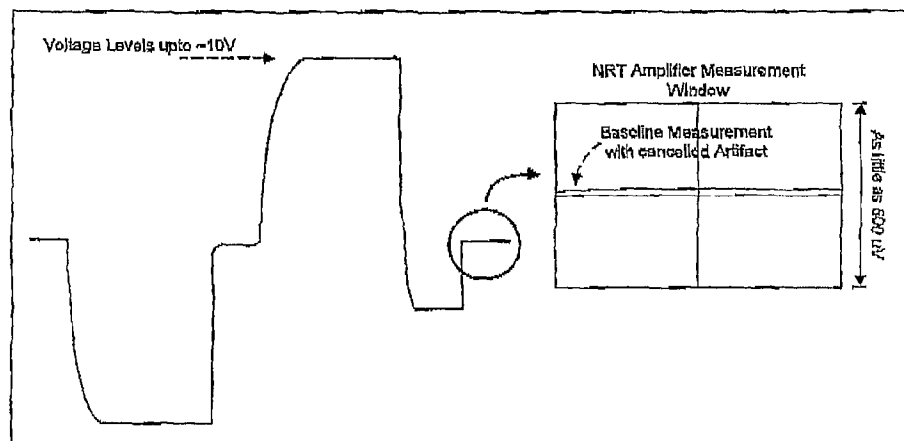 Voltage Levels upto ~10V
NRT Amplifier Measurement
Window
Baseline Measurement
with cancelled Artifact
As little as 600 uV